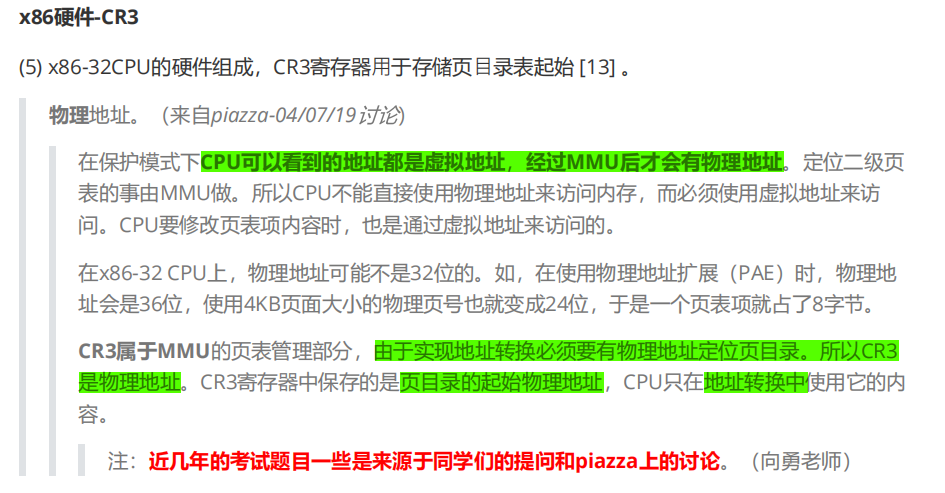 x86硬件-CR3
(5) x86-32CPU的硬件组成，CR3寄存器用于存储页目录表起始 [13] 。
物理地址。（来自piazza-04/07/19讨论）
在保护模式下CPU可以看到的地址都是虚拟地址，经过MMU后才会有物理地址。定位二级页
表的事由MMU做。所以CPU不能直接使用物理地址来访问内存，而必须使用虚拟地址来访
问。CPU要修改页表项内容时，也是通过虚拟地址来访问的。
在x86-32 CPU上，物理地址可能不是32位的。如，在使用物理地址扩展（PAE）时，物理地
址会是36位，使用4KB页面大小的物理页号也就变成24位，于是一个页表项就占了8字节。
CR3属于MMU的页表管理部分，由于实现地址转换必须要有物理地址定位页目录。所以CR3
是物理地址。CR3寄存器中保存的是页目录的起始物理地址，CPU只在地址转换中使用它的内
容。
注：近几年的考试题目一些是来源于同学们的提问和piazza上的讨论。（向勇老师）